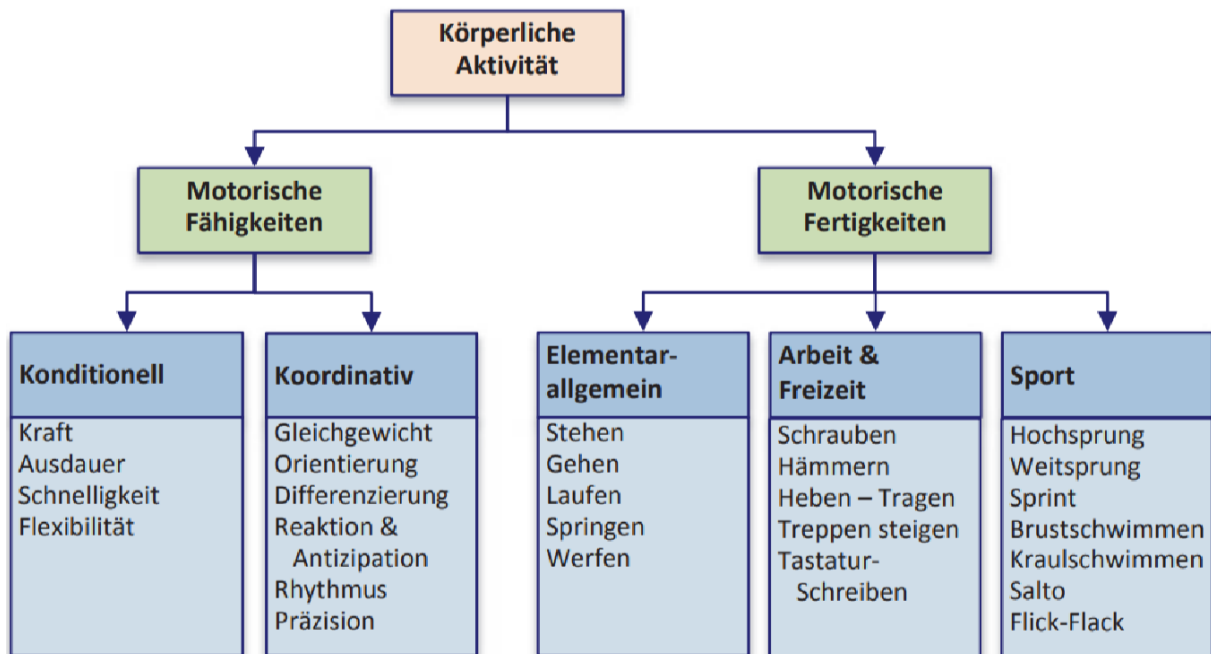 Körperliche
Aktivität
Motorische
Fähigkeiten
Motorische
Fertigkeiten
Konditionell
Kraft
Ausdauer
Schnelligkeit
Flexibilität
Koordinativ
Gleichgewicht
Orientierung
Differenzierung
Reaktion &
Antizipation
Rhythmus
Präzision
Elementar-
allgemein
Stehen
Gehen
Laufen
Springen
Werfen
Arbeit &
Freizeit
Schrauben
Hämmern
Heben – Tragen
Treppen steigen
Tastatur-
Schreiben
Sport
Hochsprung
Weitsprung
Sprint
Brustschwimmen
Kraulschwimmen
Salto
Flick-Flack